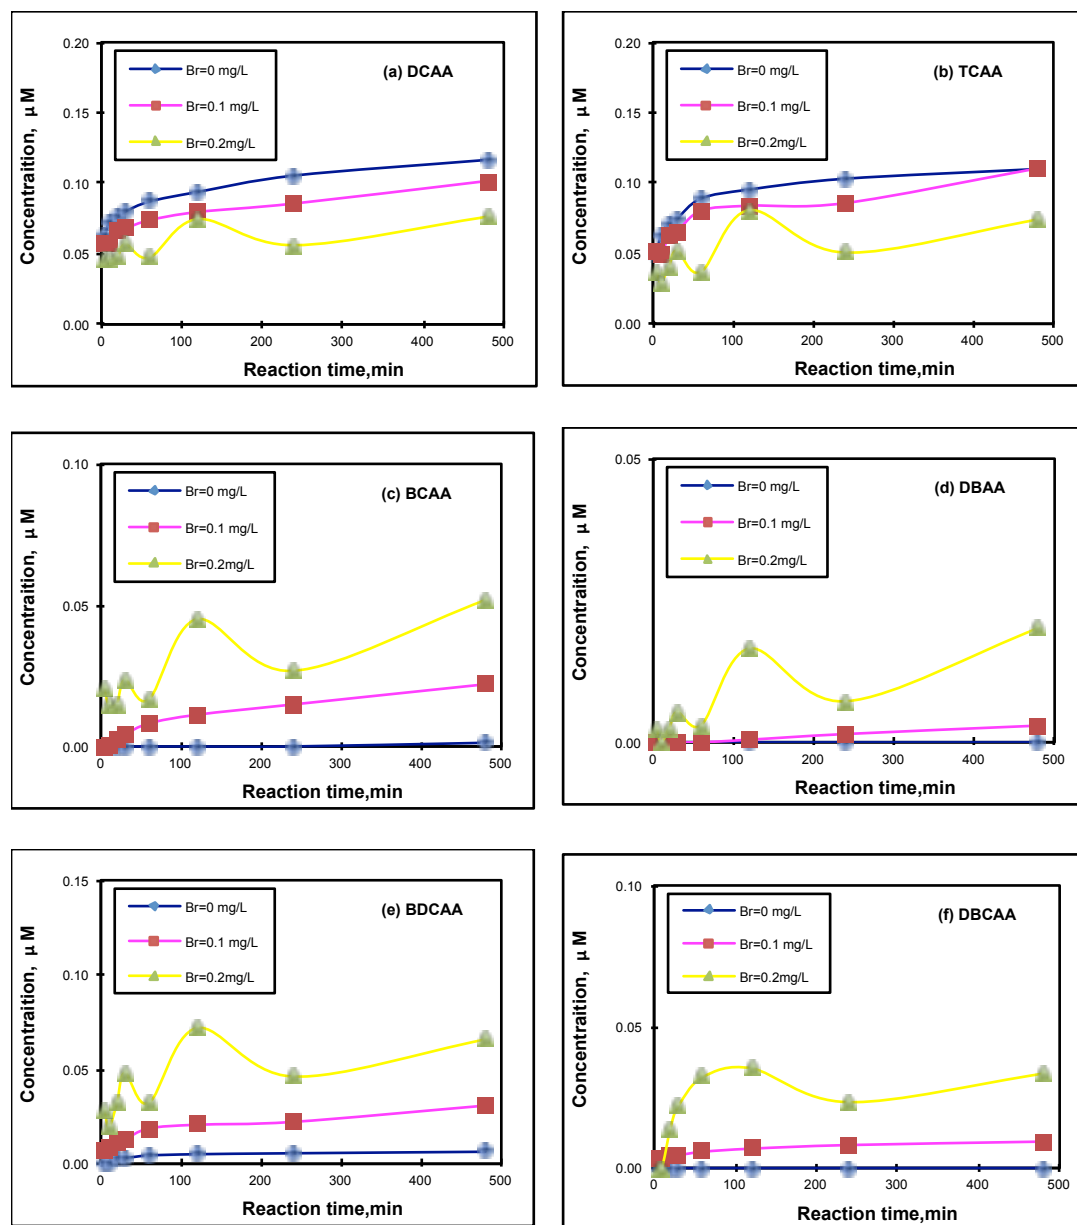 0.20
0.15
0.10
0.05
0.00
0 100 200 300 400 500
Concentraition, μ M
Reaction time,min
Br=0 mg/L
Br=0.1 mg/L
Br=0.2mg/L
(a) DCAA
0.20
0.15
0.10
0.05
0.00
0 100 200 300 400 500
Concentraition, μ M
Reaction time,min
Br=0 mg/L
Br=0.1 mg/L
Br=0.2mg/L
(b) TCAA
0.10
0.05
0.00
0 100 200 300 400 500
Concentraition, μ M
Reaction time,min
Br=0 mg/L
Br=0.1 mg/L
Br=0.2mg/L
(c) BCAA
0.05
0.00
0 100 200 300 400 500
Concentraition, μ M
Reaction time,min
Br=0 mg/L
Br=0.1 mg/L
Br=0.2mg/L
(d) DBAA
0.15
0.10
0.05
0.00
0 100 200 300 400 500
Concentraition, μ M
Reaction time,min
Br=0 mg/L
Br=0.1 mg/L
Br=0.2mg/L
(e) BDCAA
0.10
0.05
0.00
0 100 200 300 400 500
Concentraition, μ M
Reaction time,min
Br=0 mg/L
Br=0.1 mg/L
Br=0.2mg/L
(f) DBCAA